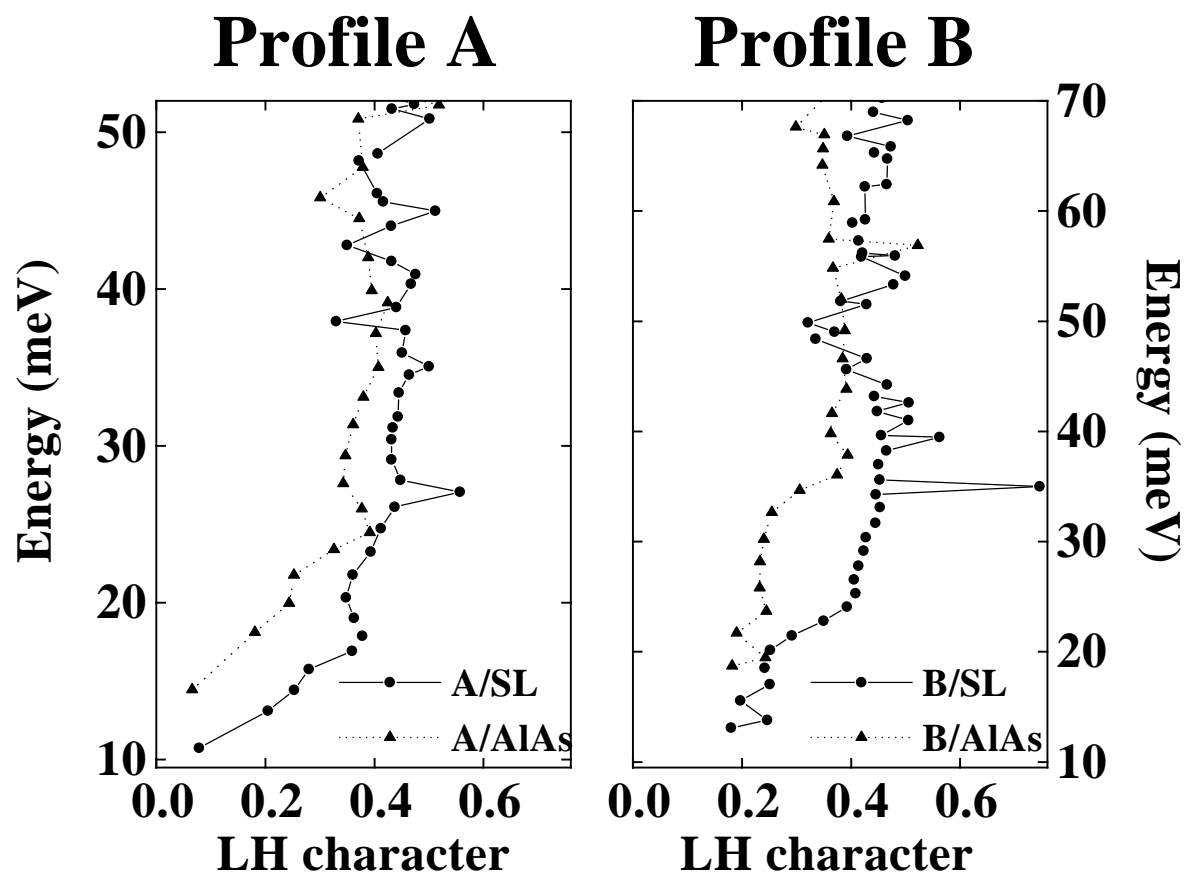 Profile A
Profile B
50
40
30
20
10
Energy (meV)
A/SL
A/AlAs
0.0 0.2 0.4 0.6
LH character
B/SL
B/AlAs
0.0 0.2 0.4 0.6
LH character
70
60
50
40
30
20
10
Energy (meV)